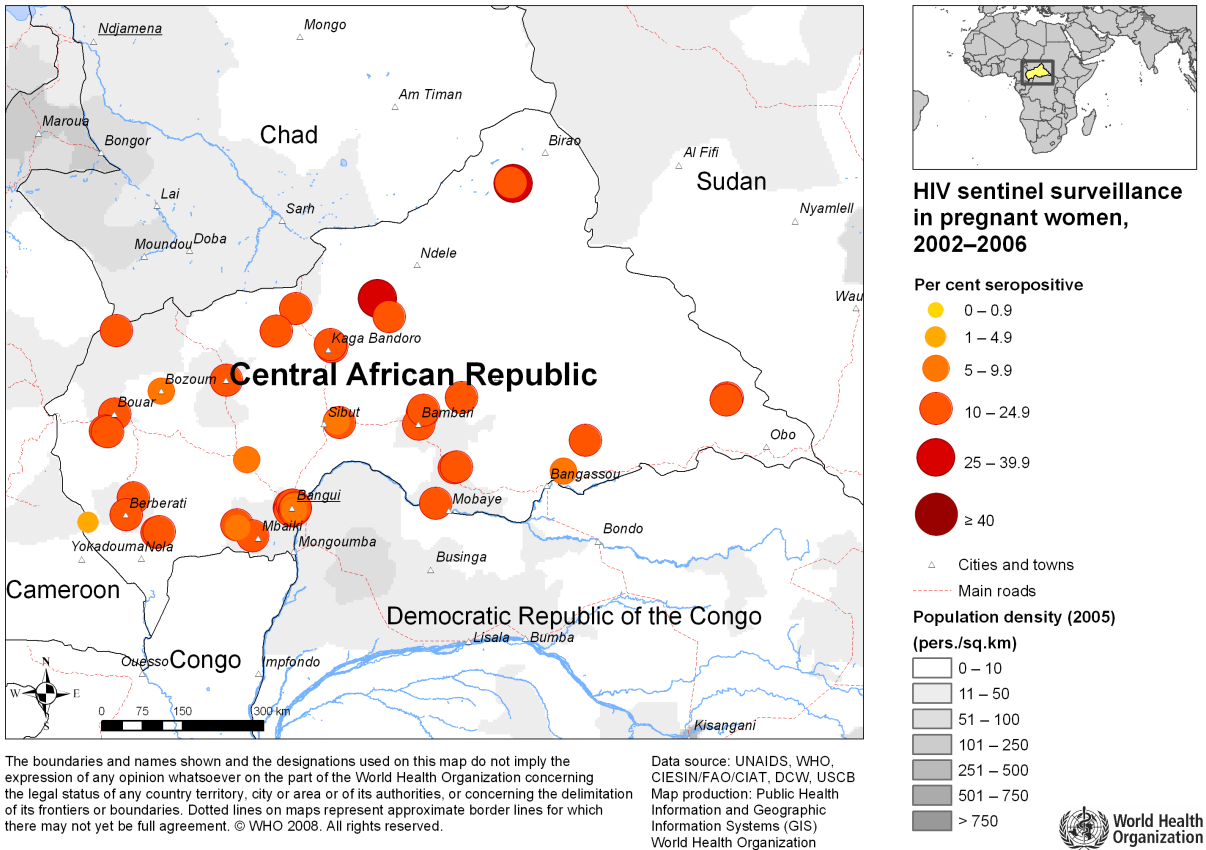 Ndjamena
Mongo
Am Timan
Maroua
Bongor
Chad
Birao
Al Fifi
Sudan
Lai
Sarh
Nyamlell
Moundou
Doba
Ndele
Wau
Kaga Bandoro
Central African Republic
Bozoum
Bouar
Sibut
Bambari
Obo
Bangassou
Berberati
Bangui
Mobaye
Mbaiki
Bondo
Yokadouma
Nola
Mongoumba
Businga
Cameroon
Democratic Republic of the Congo
Lisala
Bumba
Ouesso
Congo
Impfondo
N
W
E
S
0 75 150 300 km
Kisangani
HIV sentinel surveillance
in pregnant women,
2002–2006
Per cent seropositive
0 – 0.9
1 – 4.9
5 – 9.9
10 – 24.9
25 – 39.9
≥ 40
Cities and towns
Main roads
Population density (2005)
(pers./sq.km)
0 – 10
11 – 50
51 – 100
101 – 250
251 – 500
501 – 750
> 750
The boundaries and names shown and the designations used on this map do not imply the
expression of any opinion whatsoever on the part of the World Health Organization concerning
the legal status of any country territory, city or area or of its authorities, or concerning the delimitation
of its frontiers or boundaries. Dotted lines on maps represent approximate border lines for which
there may not yet be full agreement. © WHO 2008. All rights reserved.
Data source: UNAIDS, WHO,
CIESIN/FAO/CIAT, DCW, USCB
Map production: Public Health
Information and Geographic
Information Systems (GIS)
World Health Organization
World Health
Organization